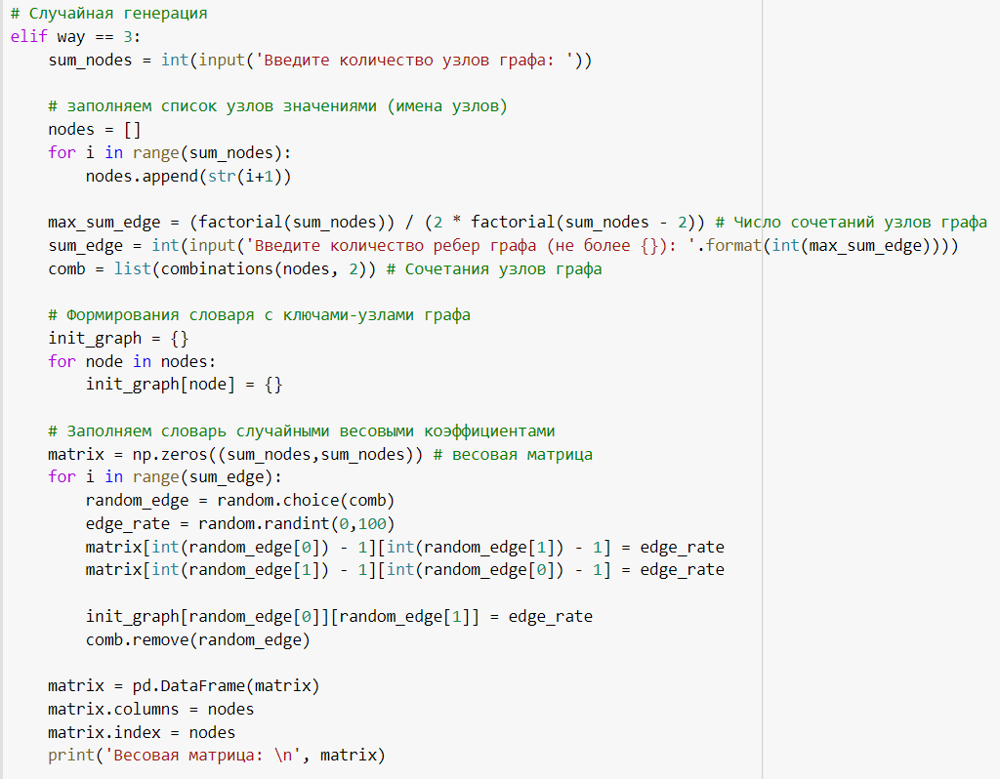 # Случайная генерация
elif way == 3:
    sum_nodes = int(input('Введите количество узлов графа: '))

    # заполняем список узлов значениями (имена узлов)
    nodes = []
    for i in range(sum_nodes):
        nodes.append(str(i+1))

    max_sum_edge = (factorial(sum_nodes)) / (2 * factorial(sum_nodes - 2)) # Число сочетаний узлов графа
    sum_edge = int(input('Введите количество ребер графа (не более {}): '.format(int(max_sum_edge))))
    comb = list(combinations(nodes, 2)) # Сочетания узлов графа

    # Формирования словаря с ключами-узлами графа
    init_graph = {}
    for node in nodes:
        init_graph[node] = {}

    # Заполняем словарь случайными весовыми коэффициентами
    matrix = np.zeros((sum_nodes,sum_nodes)) # весовая матрица
    for i in range(sum_edge):
        random_edge = random.choice(comb)
        edge_rate = random.randint(0,100)
        matrix[int(random_edge[0]) - 1][int(random_edge[1]) - 1] = edge_rate
        matrix[int(random_edge[1]) - 1][int(random_edge[0]) - 1] = edge_rate

        init_graph[random_edge[0]][random_edge[1]] = edge_rate
        comb.remove(random_edge)

    matrix = pd.DataFrame(matrix)
    matrix.columns = nodes
    matrix.index = nodes
    print('Весовая матрица: \n', matrix)